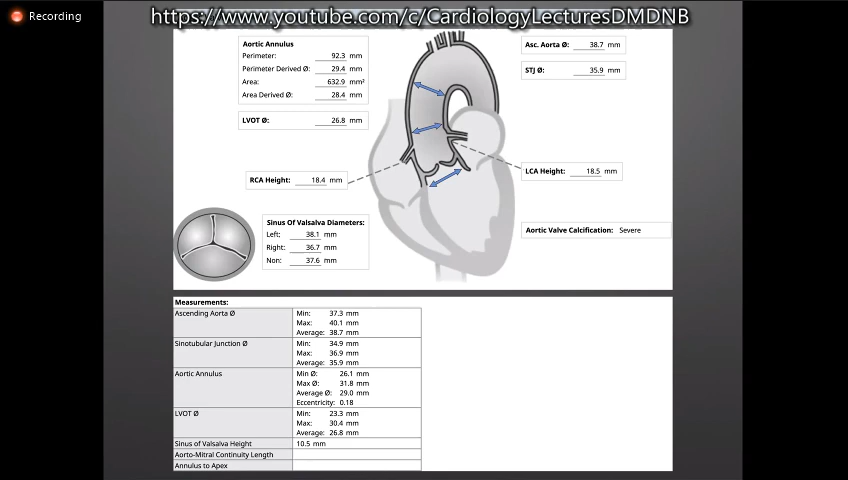 Recording
https://www.youtube.com/c/CardiologyLecturesDMDNB
Aortic Annulus
Perimeter: 92.3 mm
Perimeter Derived Ø: 29.4 mm
Area: 632.9 mm²
Area Derived Ø: 28.4 mm
LVOT Ø: 26.8 mm
Asc. Aorta Ø: 38.7 mm
STJ Ø: 35.9 mm
RCA Height: 18.4 mm
LCA Height: 18.5 mm
Sinus Of Valsalva Diameters:
Left: 38.1 mm
Right: 36.7 mm
Non: 37.6 mm
Aortic Valve Calcification: Severe
Measurements:
Ascending Aorta Ø
Min: 37.3 mm
Max: 40.1 mm
Average: 38.7 mm
Sinotubular Junction Ø
Min: 34.9 mm
Max: 36.9 mm
Average: 35.9 mm
Aortic Annulus
Min Ø: 26.1 mm
Max Ø: 31.8 mm
Average Ø: 29.0 mm
Eccentricity: 0.18
LVOT Ø
Min: 23.3 mm
Max: 30.4 mm
Average: 26.8 mm
Sinus of Valsalva Height 10.5 mm
Aorto-Mitral Continuity Length
Annulus to Apex